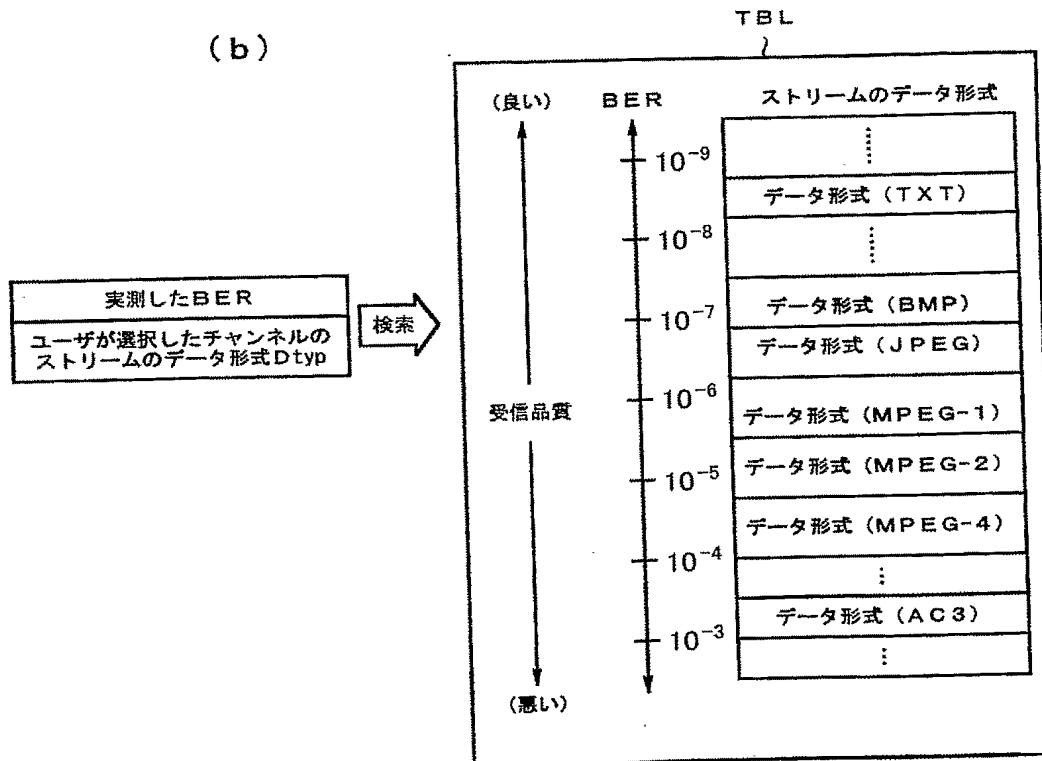 (b)
TBL
(良い)
BER
ストリームのデータ形式
10⁻⁹
データ形式(TXT)
10⁻⁸
データ形式(BMP)
10⁻⁷
データ形式(JPEG)
10⁻⁶
データ形式(MPEG-1)
データ形式(MPEG-2)
10⁻⁵
データ形式(MPEG-4)
10⁻⁴
データ形式(AC3)
10⁻³
実測したBER
ユーザが選択したチャンネルの
ストリームのデータ形式Dtyp
検索
受信品質
(悪い)